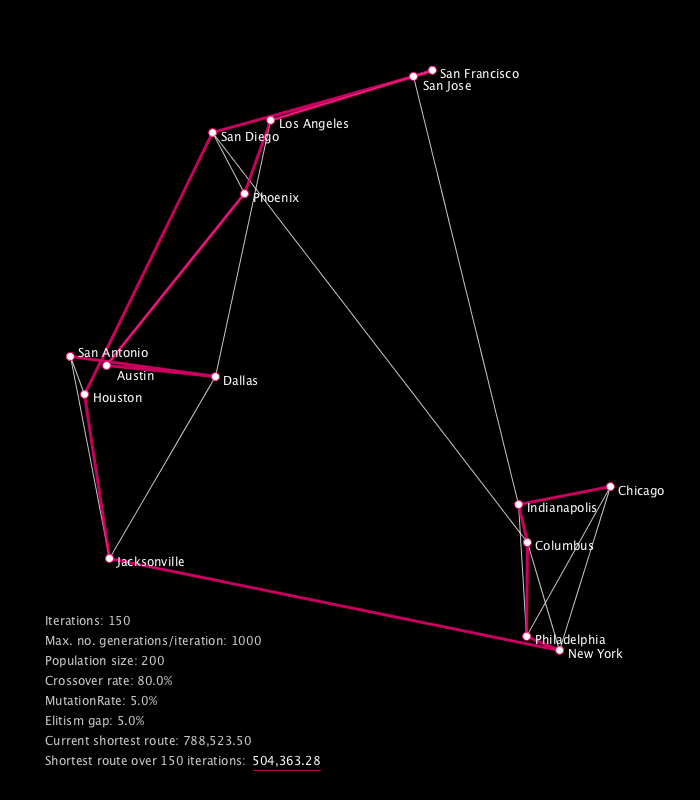 San Francisco
San Jose
Los Angeles
San Diego
Phoenix
San Antonio
Austin
Dallas
Houston
Chicago
Indianapolis
Columbus
Jacksonville
Philadelphia
New York
Iterations: 150
Max. no. generations/iteration: 1000
Population size: 200
Crossover rate: 80.0%
MutationRate: 5.0%
Elitism gap: 5.0%
Current shortest route: 788,523.50
Shortest route over 150 iterations: 504,363.28